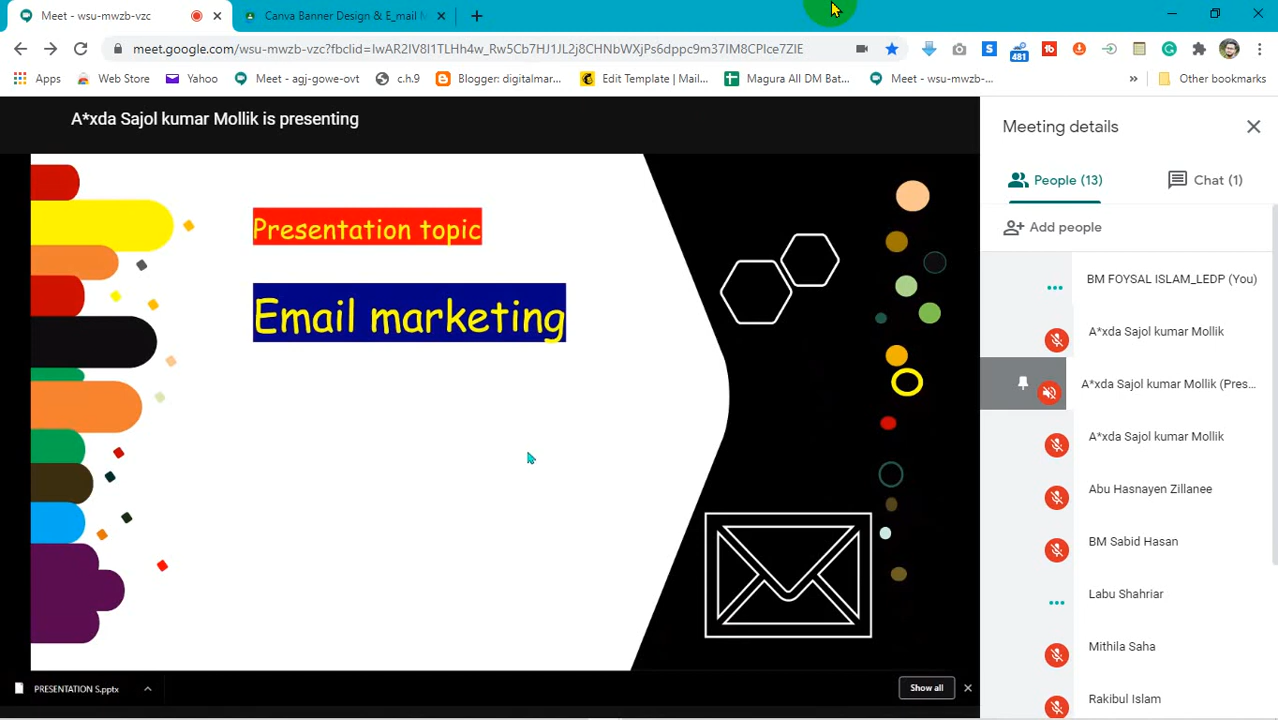 Meet - wsu-mwzb-vzc
Canva Banner Design & E_mail M
meet.google.com/wsu-mwzb-vzc?fbclid=IwAR2IV8I1TLHh4w_Rw5Cb7HJ1JL2j8CHNbWXjPs6dppc9m37IM8CPIce7ZIE
481
Apps
Web Store
Yahoo
Meet - agj-gowe-ovt
c.h.9
Blogger: digitalmar...
Edit Template | Mail...
Magura All DM Bat...
Meet - wsu-mwzb-...
Other bookmarks
A*xda Sajol kumar Mollik is presenting
Presentation topic
Email marketing
PRESENTATION S.pptx
Show all
Meeting details
People (13)
Chat (1)
Add people
BM FOYSAL ISLAM_LEDP (You)
A*xda Sajol kumar Mollik
A*xda Sajol kumar Mollik (Pres...
A*xda Sajol kumar Mollik
Abu Hasnayen Zillanee
BM Sabid Hasan
Labu Shahriar
Mithila Saha
Rakibul Islam